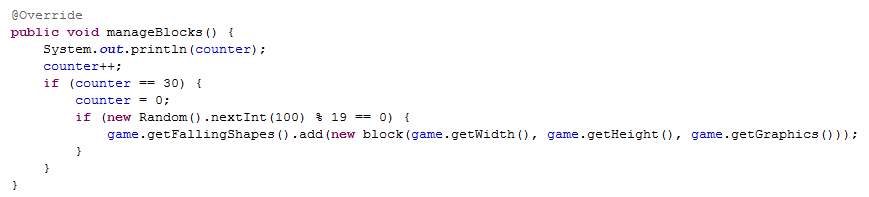 @Override
public void manageBlocks() {
    System.out.println(counter);
    counter++;
    if (counter == 30) {
        counter = 0;
        if (new Random().nextInt(100) % 19 == 0) {
            game.getFallingShapes().add(new block(game.getWidth(), game.getHeight(), game.getGraphics()));
        }
    }
}